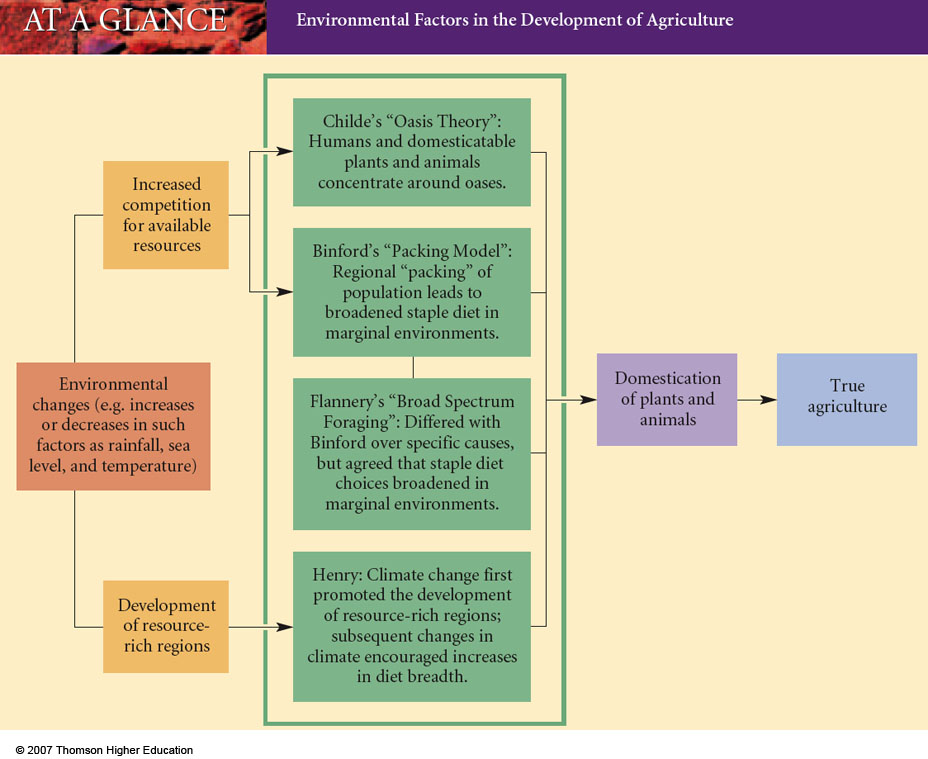 AT A GLANCE
Environmental Factors in the Development of Agriculture
Increased
competition
for available
resources
Environmental
changes (e.g. increases
or decreases in such
factors as rainfall, sea
level, and temperature)
Development
of resource-
rich regions
Childe’s “Oasis Theory”:
Humans and domesticatable
plants and animals
concentrate around oases.
Binford’s “Packing Model”:
Regional “packing” of
population leads to
broadened staple diet in
marginal environments.
Flannery’s “Broad Spectrum
Foraging”: Differed with
Binford over specific causes,
but agreed that staple diet
choices broadened in
marginal environments.
Henry: Climate change first
promoted the development
of resource-rich regions;
subsequent changes in
climate encouraged increases
in diet breadth.
Domestication
of plants and
animals
True
agriculture
© 2007 Thomson Higher Education